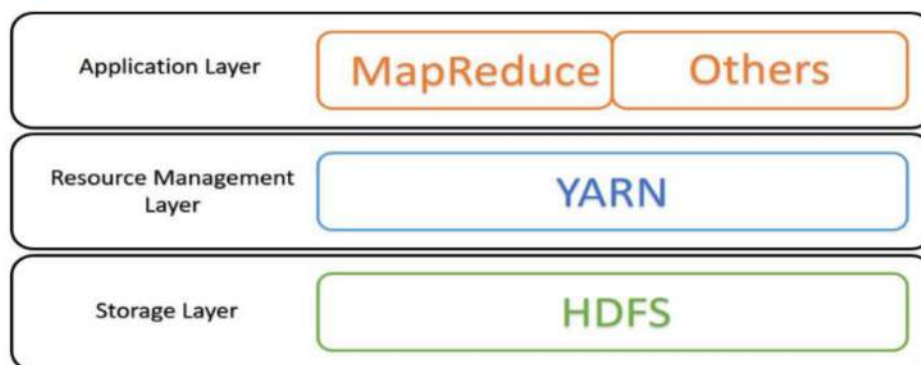 Application Layer
MapReduce
Others
Resource Management
Layer
YARN
Storage Layer
HDFS